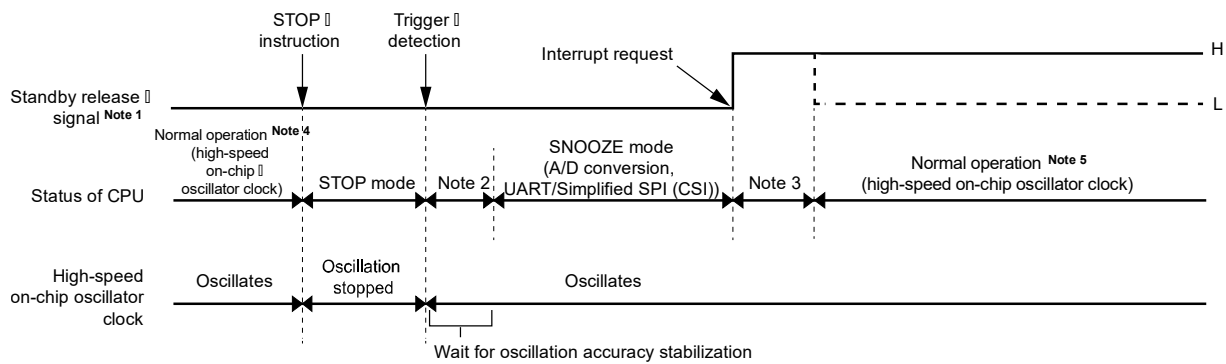 STOP
instruction
Trigger
detection
Interrupt request
H
L
Standby release
signal Note 1
Normal operation Note 4
(high-speed
on-chip
oscillator clock)
Status of CPU
STOP mode
Note 2
SNOOZE mode
(A/D conversion,
UART/Simplified SPI (CSI))
Note 3
Normal operation Note 5
(high-speed on-chip oscillator clock)
High-speed
on-chip oscillator
clock
Oscillates
Oscillation
stopped
Oscillates
Wait for oscillation accuracy stabilization